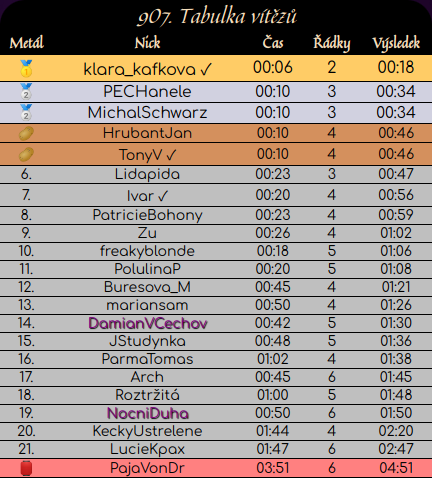 907. Tabulka vítězů
Metál Nick Čas Řádky Výsledek
klara_kafkova ✓ 00:06 2 00:18
PECHanele 00:10 3 00:34
MichalSchwarz 00:10 3 00:34
HrubantJan 00:10 4 00:46
TonyV ✓ 00:10 4 00:46
6. Lidapida 00:23 3 00:47
7. Ivar ✓ 00:20 4 00:56
8. PatricieBohony 00:23 4 00:59
9. Zu 00:26 4 01:02
10. freakyblonde 00:18 5 01:06
11. PolulinaP 00:20 5 01:08
12. Buresova_M 00:45 4 01:21
13. mariansam 00:50 4 01:26
14. DamianVCechov 00:42 5 01:30
15. JStudynka 00:48 5 01:36
16. ParmaTomas 01:02 4 01:38
17. Arch 00:45 6 01:45
18. Roztržitá 01:00 5 01:48
19. NocniDuha 00:50 6 01:50
20. KeckyUstrelene 01:44 4 02:20
21. LucieKpax 01:47 6 02:47
PajaVonDr 03:51 6 04:51